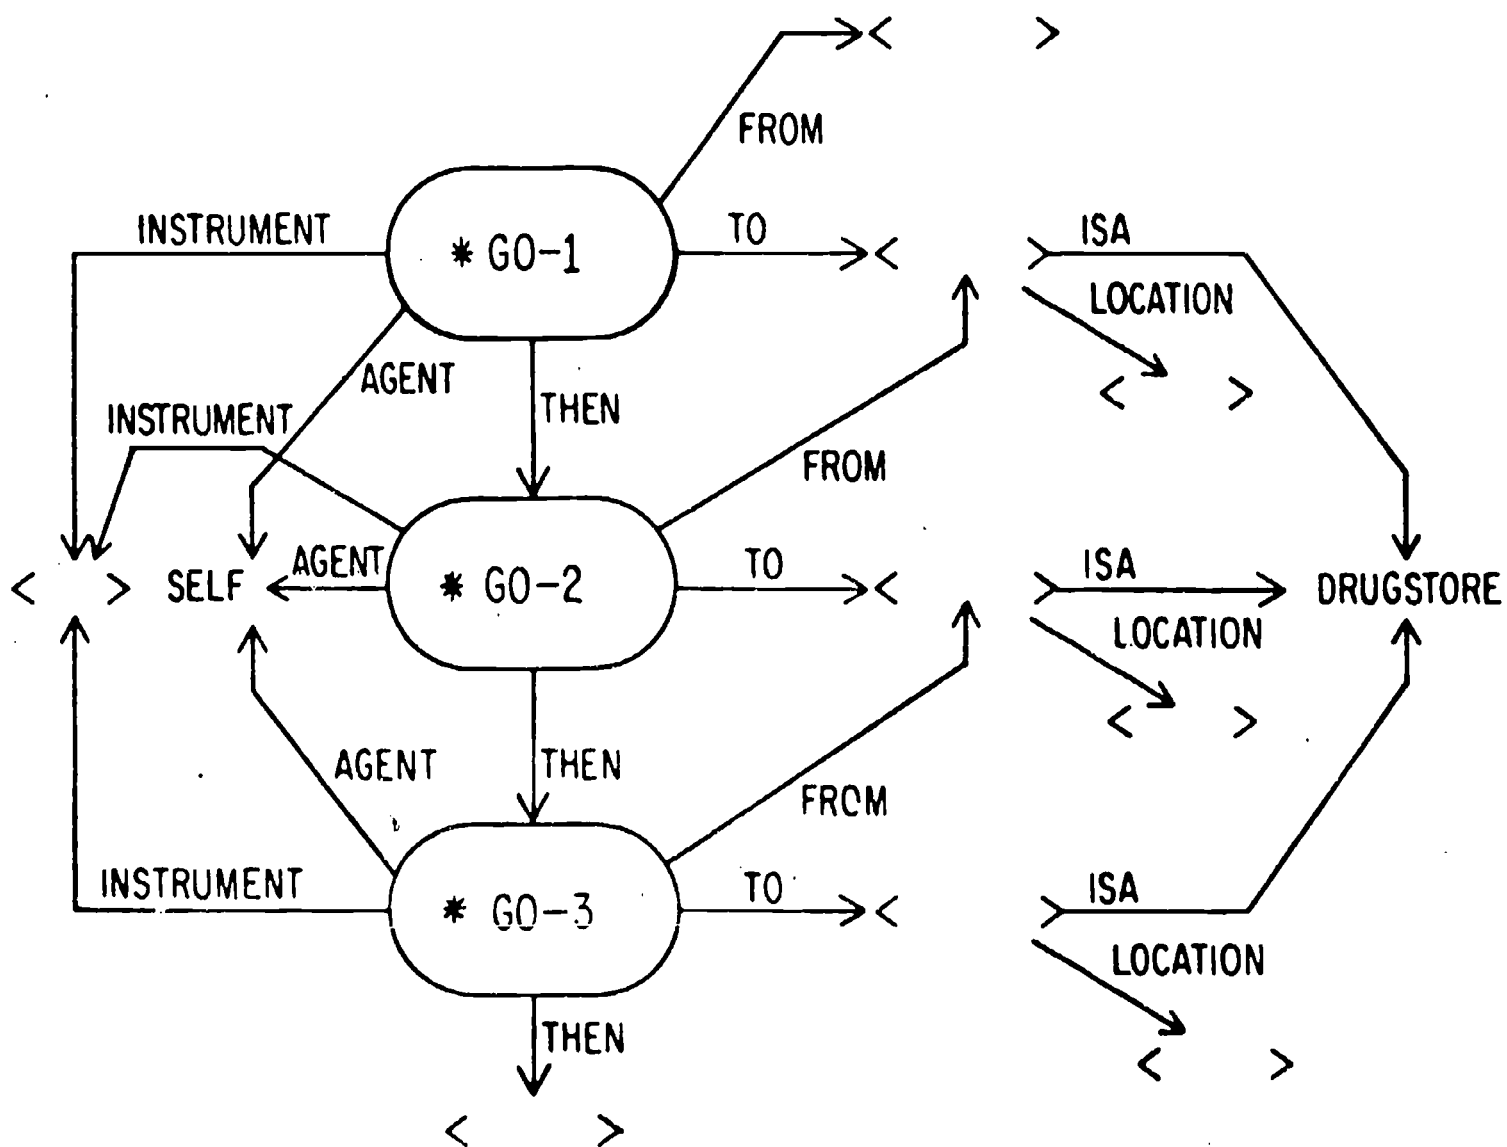 < >
FROM
INSTRUMENT
TO
ISA
* GO-1
< >
LOCATION
AGENT
< >
INSTRUMENT
THEN
FROM
< >
SELF
AGENT
* GO-2
TO
< >
ISA
DRUGSTORE
LOCATION
< >
AGENT
THEN
FROM
INSTRUMENT
TO
ISA
* GO-3
< >
LOCATION
THEN
< >
< >